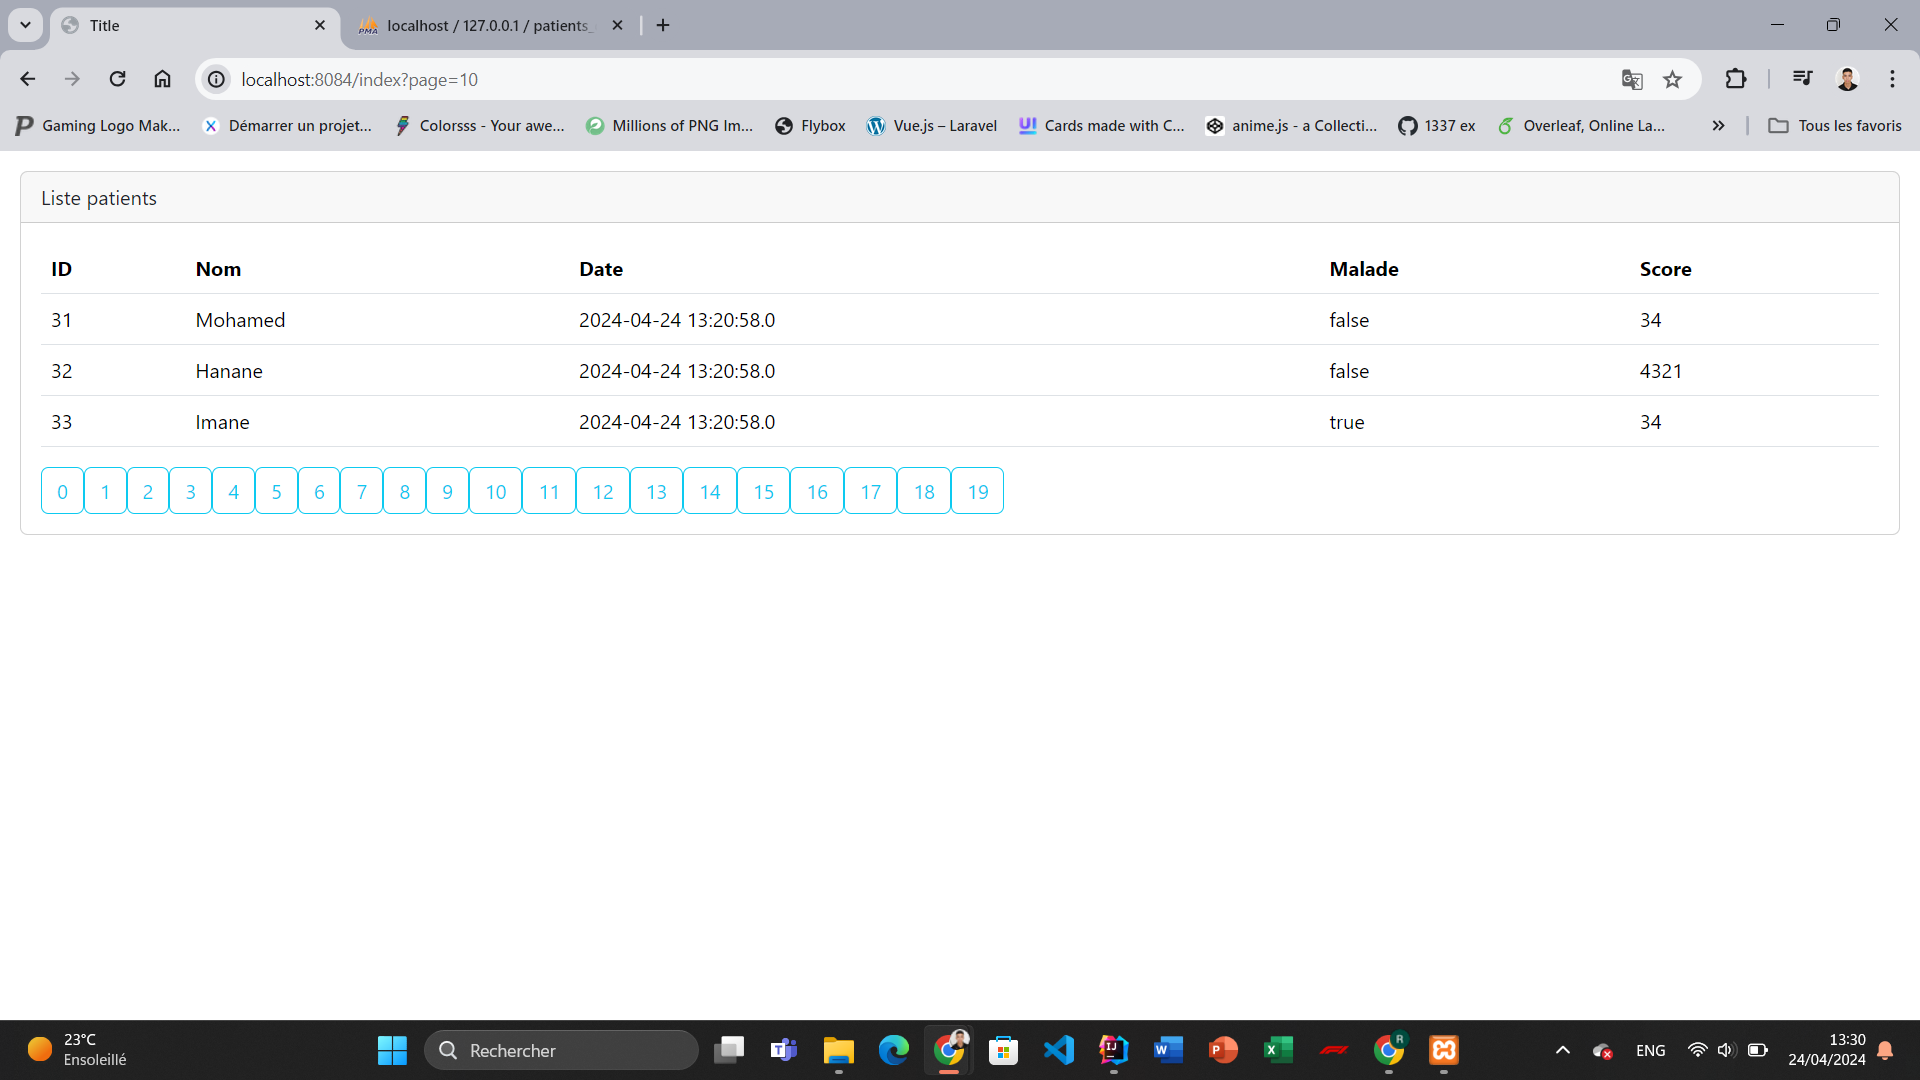 Title
localhost / 127.0.0.1 / patients_
localhost:8084/index?page=10
Gaming Logo Mak... Démarrer un projet... Colorsss - Your awe... Millions of PNG Im... Flybox Vue.js – Laravel Cards made with C... anime.js - a Collecti... 1337 ex Overleaf, Online La... Tous les favoris
Liste patients
ID Nom Date Malade Score
31 Mohamed 2024-04-24 13:20:58.0 false 34
32 Hanane 2024-04-24 13:20:58.0 false 4321
33 Imane 2024-04-24 13:20:58.0 true 34
0 1 2 3 4 5 6 7 8 9 10 11 12 13 14 15 16 17 18 19
23°C
Ensoleillé
Rechercher
ENG
13:30
24/04/2024